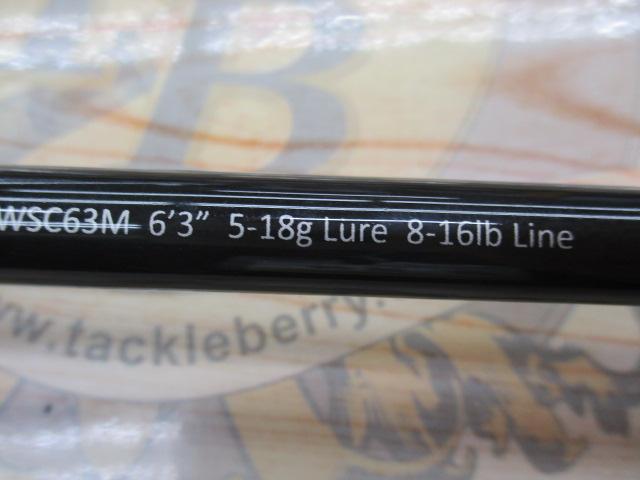 B
WSC63M 6'3" 5-18g Lure 8-16lb Line
www.tackleberry.